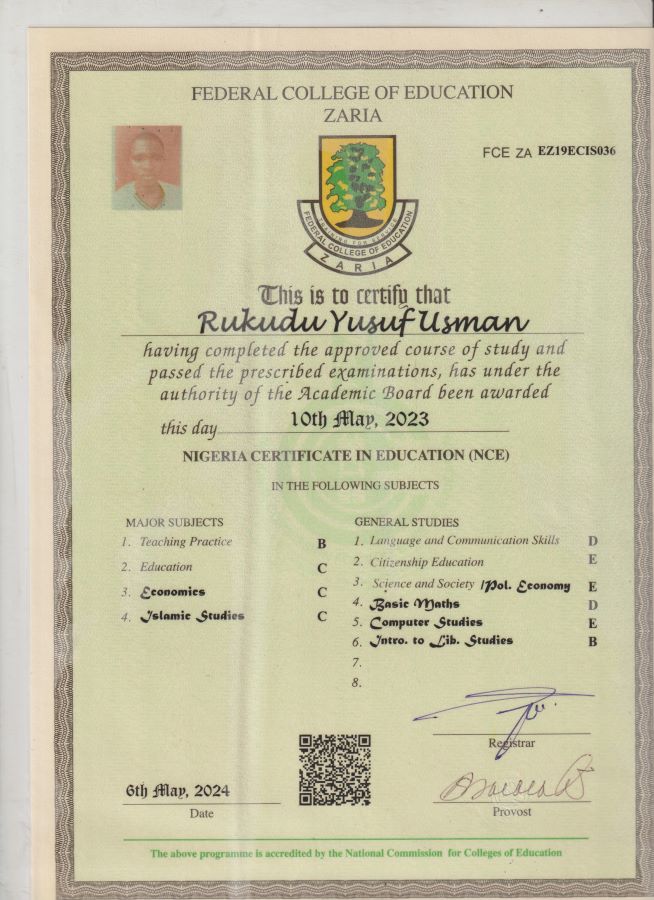 FEDERAL COLLEGE OF EDUCATION
ZARIA
FCE ZA EZ19ECIS036
TRAINING FOR SERVICE
FEDERAL COLLEGE OF EDUCATION
ZARIA
This is to certify that
Rukudu Yusuf Usman
having completed the approved course of study and
passed the prescribed examinations, has under the
authority of the Academic Board been awarded
this day 10th May, 2023
NIGERIA CERTIFICATE IN EDUCATION (NCE)
IN THE FOLLOWING SUBJECTS
MAJOR SUBJECTS
1. Teaching Practice B
2. Education C
3. Economics C
4. Islamic Studies C
GENERAL STUDIES
1. Language and Communication Skills D
2. Citizenship Education E
3. Science and Society /Pol. Economy E
4. Basic Maths D
5. Computer Studies E
6. Intro. to Lib. Studies B
7.
8.
Registrar
6th May, 2024
Date
Provost
The above programme is accredited by the National Commission for Colleges of Education